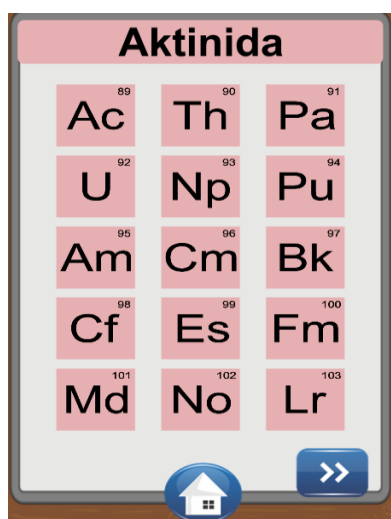 Aktinida
89 90 91
Ac Th Pa
92 93 94
U Np Pu
95 96 97
Am Cm Bk
98 99 100
Cf Es Fm
101 102 103
Md No Lr
>>